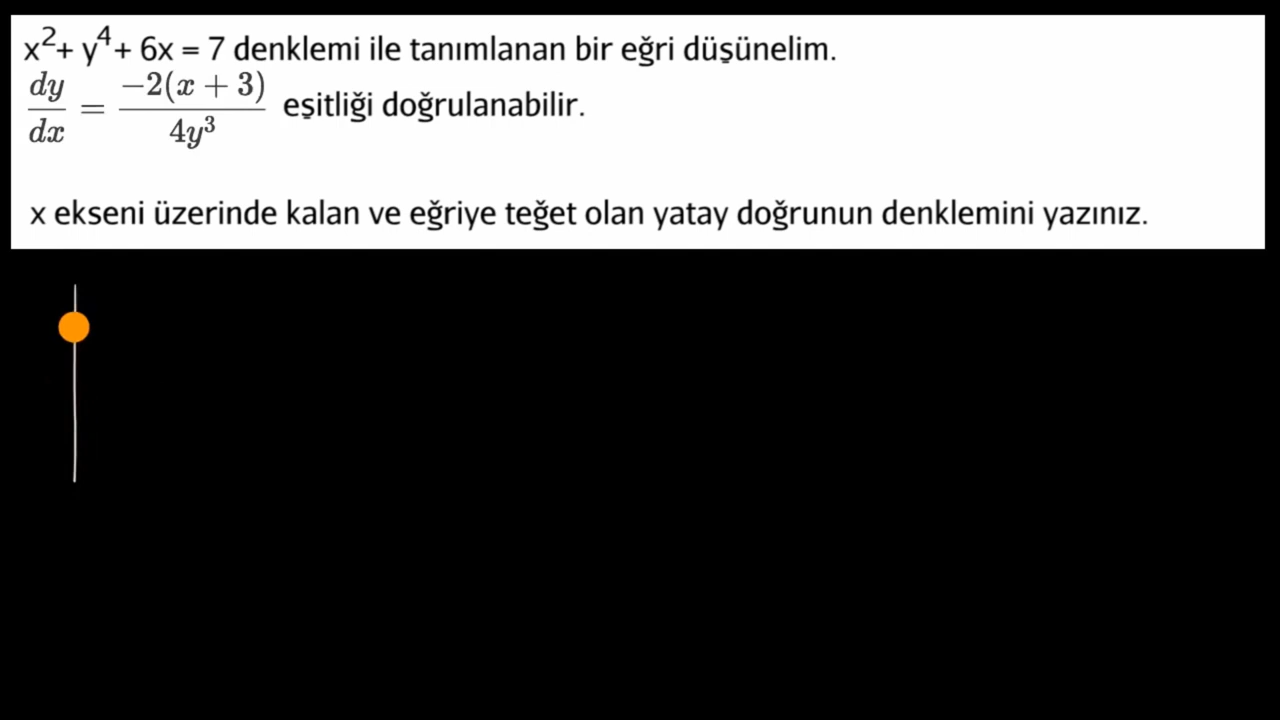 x²+ y⁴+ 6x = 7 denklemi ile tanımlanan bir eğri düşünelim.
dy/dx = −2(x + 3)/4y³ eşitliği doğrulanabilir.
x ekseni üzerinde kalan ve eğriye teğet olan yatay doğrunun denklemini yazınız.